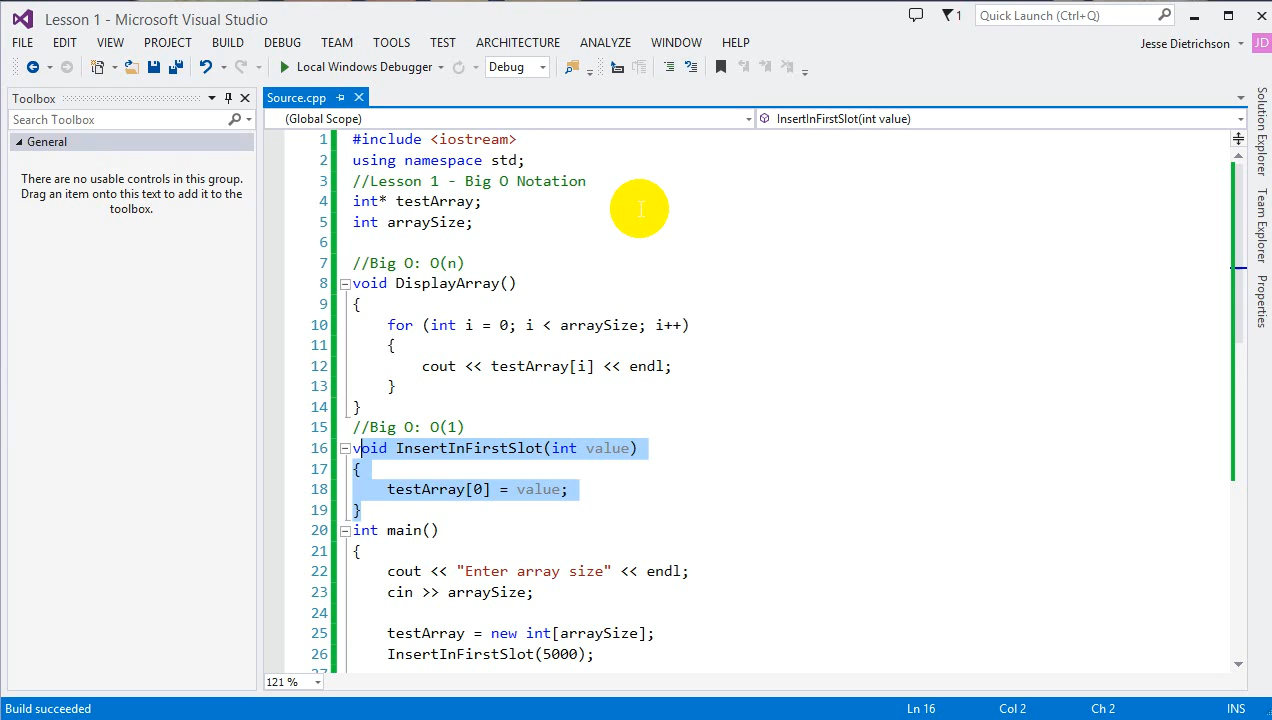 Lesson 1 - Microsoft Visual Studio
1
Quick Launch (Ctrl+Q)
FILE EDIT VIEW PROJECT BUILD DEBUG TEAM TOOLS TEST ARCHITECTURE ANALYZE WINDOW HELP
Jesse Dietrichson JD
Local Windows Debugger Debug
Toolbox
Search Toolbox
General
There are no usable controls in this group.
Drag an item onto this text to add it to the
toolbox.
Source.cpp
(Global Scope) InsertInFirstSlot(int value)
1 #include <iostream>
2 using namespace std;
3 //Lesson 1 - Big O Notation
4 int* testArray;
5 int arraySize;
6
7 //Big O: O(n)
8 void DisplayArray()
9 {
10 for (int i = 0; i < arraySize; i++)
11 {
12 cout << testArray[i] << endl;
13 }
14 }
15 //Big O: O(1)
16 void InsertInFirstSlot(int value)
17 {
18 testArray[0] = value;
19 }
20 int main()
21 {
22 cout << "Enter array size" << endl;
23 cin >> arraySize;
24
25 testArray = new int[arraySize];
26 InsertInFirstSlot(5000);
27
121 %
Solution Explorer
Team Explorer
Properties
Build succeeded Ln 16 Col 2 Ch 2 INS